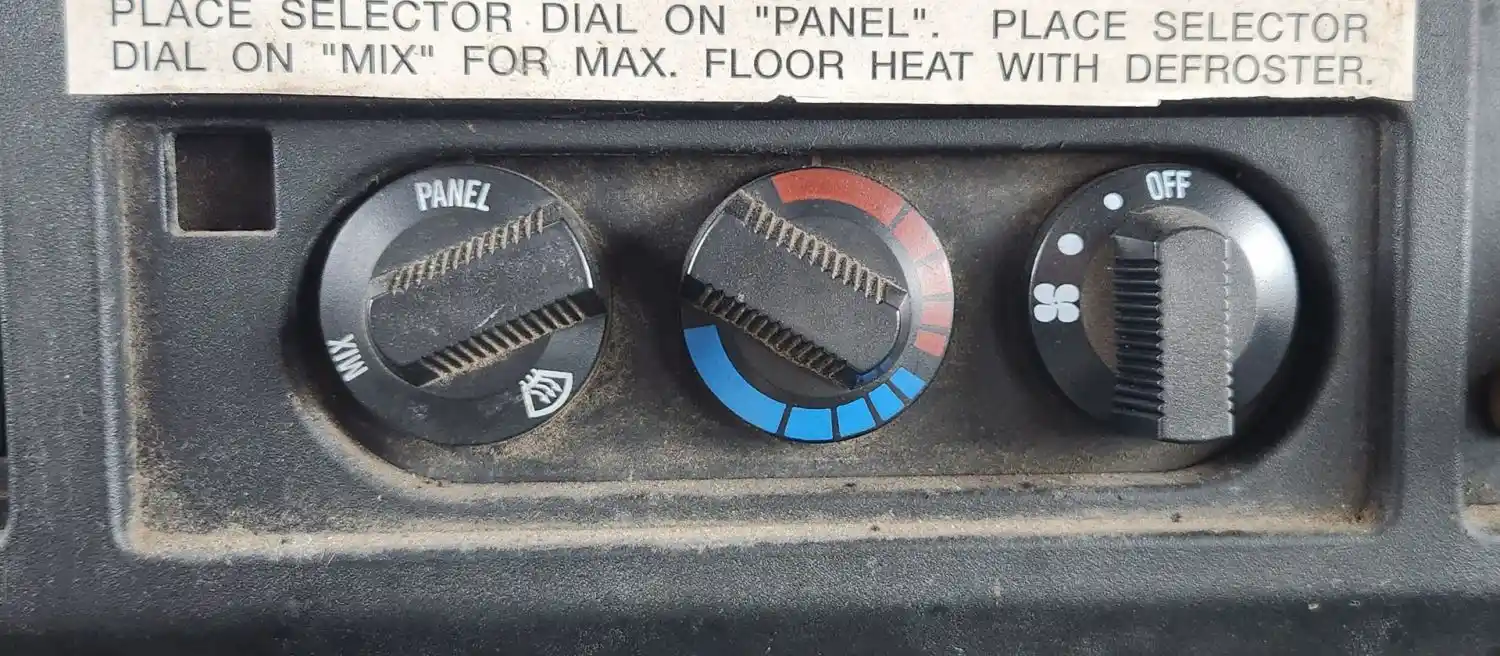 PLACE SELECTOR DIAL ON "PANEL". PLACE SELECTOR
DIAL ON "MIX" FOR MAX. FLOOR HEAT WITH DEFROSTER.
PANEL
MIX
OFF